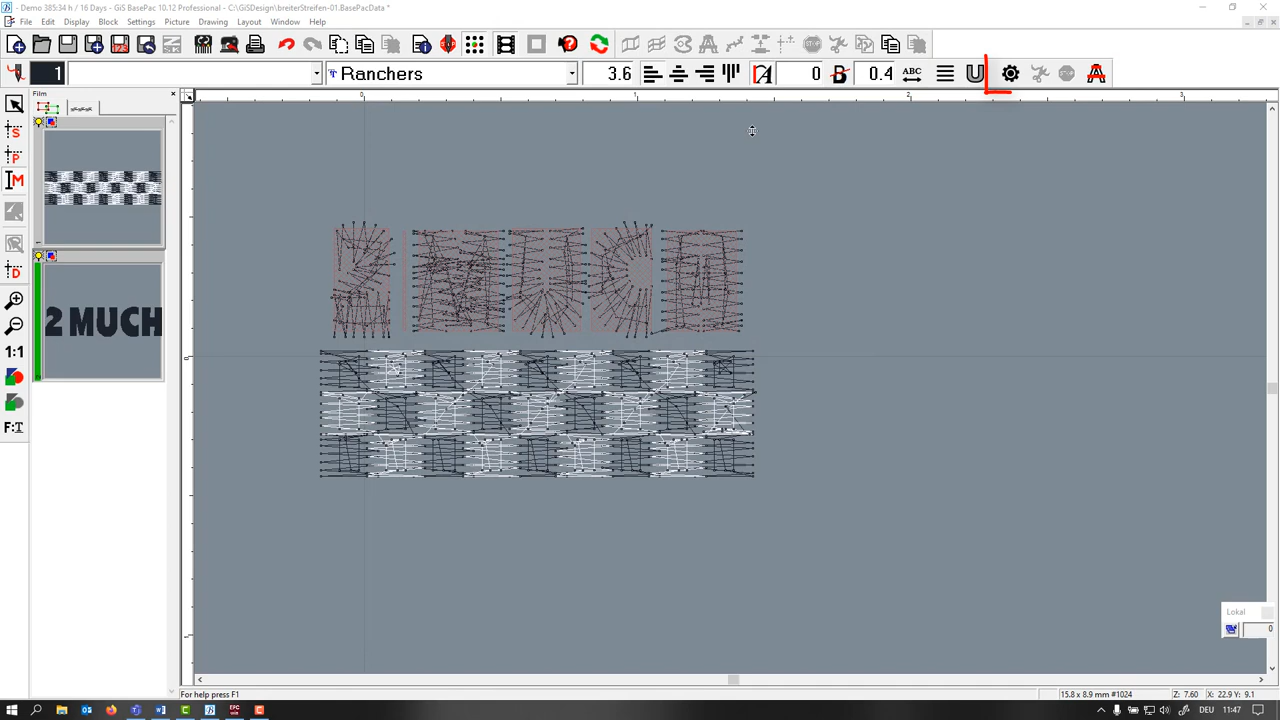 - Demo 385:34 h / 16 Days - GiS BasePac 10.12 Professional - C:\GiSDesign\breiterStreifen-01.BasePacData *
File Edit Display Block Settings Picture Drawing Layout Window Help
1 Ranchers 3.6 0 0.4 ABC
Film
0 1 2 3
S
P
M
D
1:1
F:T
2 MUCH
Lokal
0
For help press F1
15.8 x 8.9 mm #1024 Z: 7.60 X: 22.9 Y: 9.1
DEU 11:47